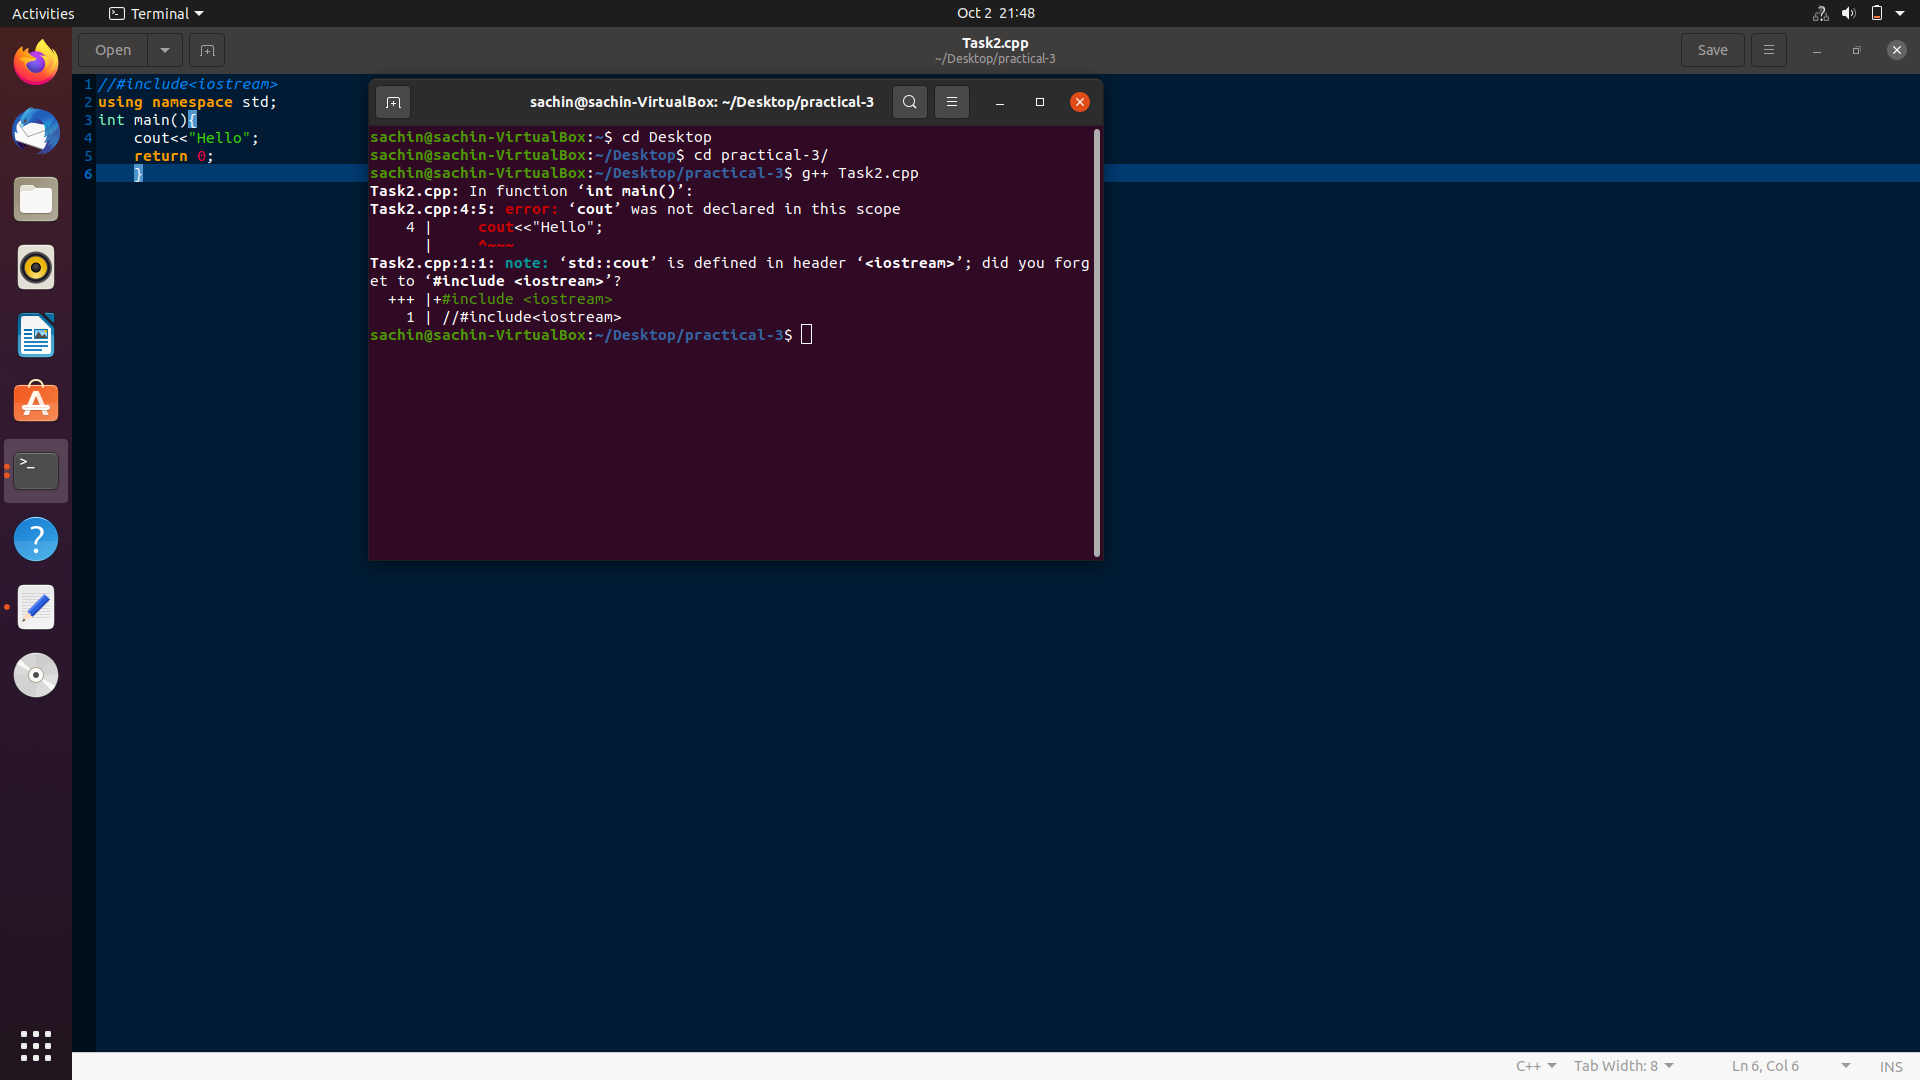 Activities
Terminal
Oct 2 21:48
Open
Task2.cpp
~/Desktop/practical-3
Save
1 //#include<iostream>
2 using namespace std;
3 int main(){
4 cout<<"Hello";
5 return 0;
6 }
sachin@sachin-VirtualBox: ~/Desktop/practical-3
sachin@sachin-VirtualBox:~$ cd Desktop
sachin@sachin-VirtualBox:~/Desktop$ cd practical-3/
sachin@sachin-VirtualBox:~/Desktop/practical-3$ g++ Task2.cpp
Task2.cpp: In function ‘int main()’:
Task2.cpp:4:5: error: ‘cout’ was not declared in this scope
4 | cout<<"Hello";
| ^~~~
Task2.cpp:1:1: note: ‘std::cout’ is defined in header ‘<iostream>’; did you forg
et to ‘#include <iostream>’?
+++ |+#include <iostream>
1 | //#include<iostream>
sachin@sachin-VirtualBox:~/Desktop/practical-3$
C++
Tab Width: 8
Ln 6, Col 6
INS